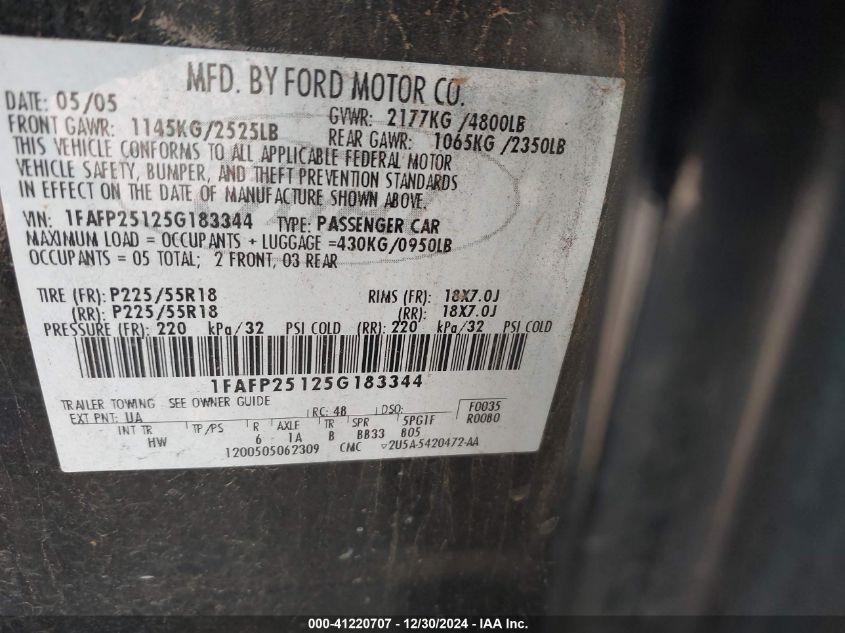 MFD. BY FORD MOTOR CO.
DATE: 05/05 GVWR: 2177KG /4800LB
FRONT GAWR: 1145KG/2525LB REAR GAWR: 1065KG /2350LB
THIS VEHICLE CONFORMS TO ALL APPLICABLE FEDERAL MOTOR
VEHICLE SAFETY, BUMPER, AND THEFT PREVENTION STANDARDS
IN EFFECT ON THE DATE OF MANUFACTURE SHOWN ABOVE.
VIN: 1FAFP25125G183344 TYPE: PASSENGER CAR
MAXIMUM LOAD = OCCUPANTS + LUGGAGE =430KG/0950LB
OCCUPANTS = 05 TOTAL; 2 FRONT, 03 REAR
TIRE (FR): P225/55R18 RIMS (FR): 18X7.0J
(RR): P225/55R18 (RR): 18X7.0J
PRESSURE (FR): 220 kPa/32 PSI COLD (RR): 220 kPa/32 PSI COLD
1FAFP25125G183344
TRAILER TOWING SEE OWNER GUIDE
EXT PNT: UA RC: 48 DSO: F0035
R0080
INT TR TP/PS R AXLE TR SPR 5PG1F
HW 6 1A B BB33 B05
1200505062309 CMC 2U5A-5420472-AA
000-41220707 - 12/30/2024 - IAA Inc.